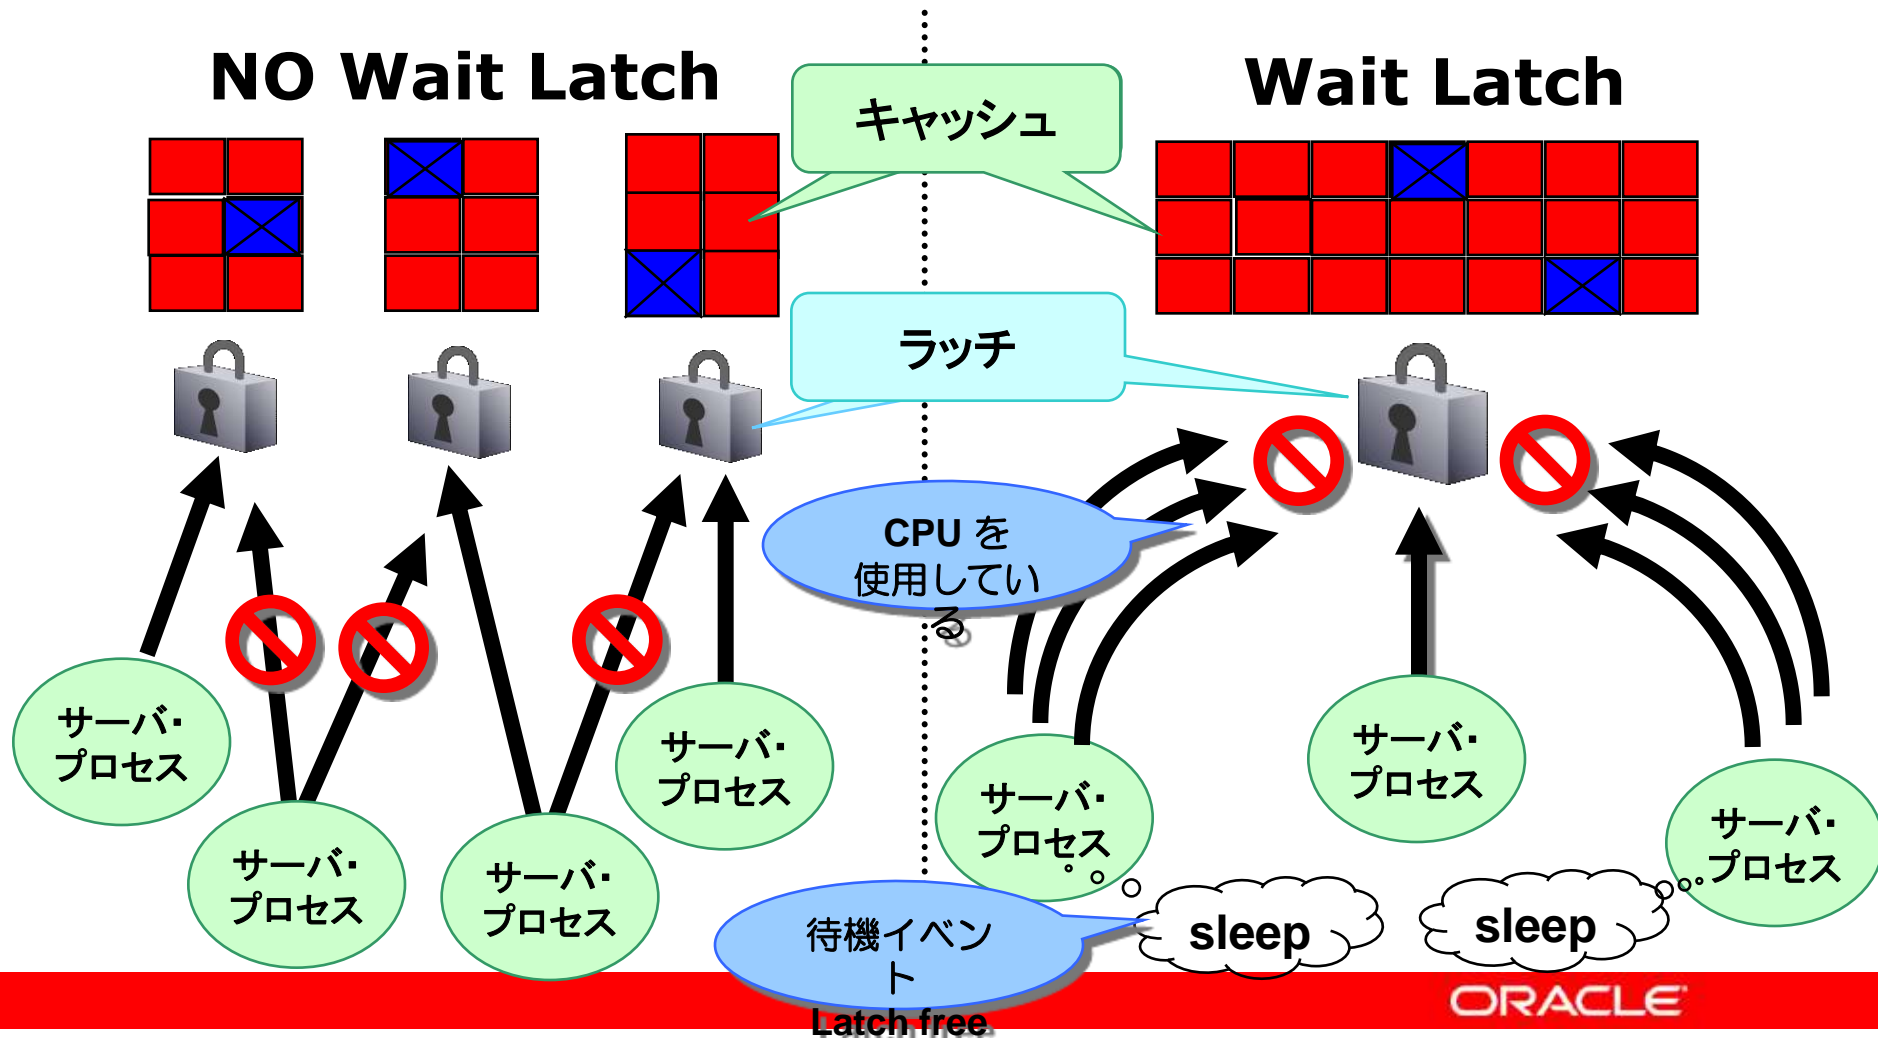 NO Wait Latch
Wait Latch
キャッシュ
ラッチ
CPU を
使用してい
る
サーバ・
プロセス
サーバ・
プロセス
サーバ・
プロセス
サーバ・
プロセス
サーバ・
プロセス
サーバ・
プロセス
サーバ・
プロセス
待機イベン
ト
Latch free
sleep
sleep
ORACLE